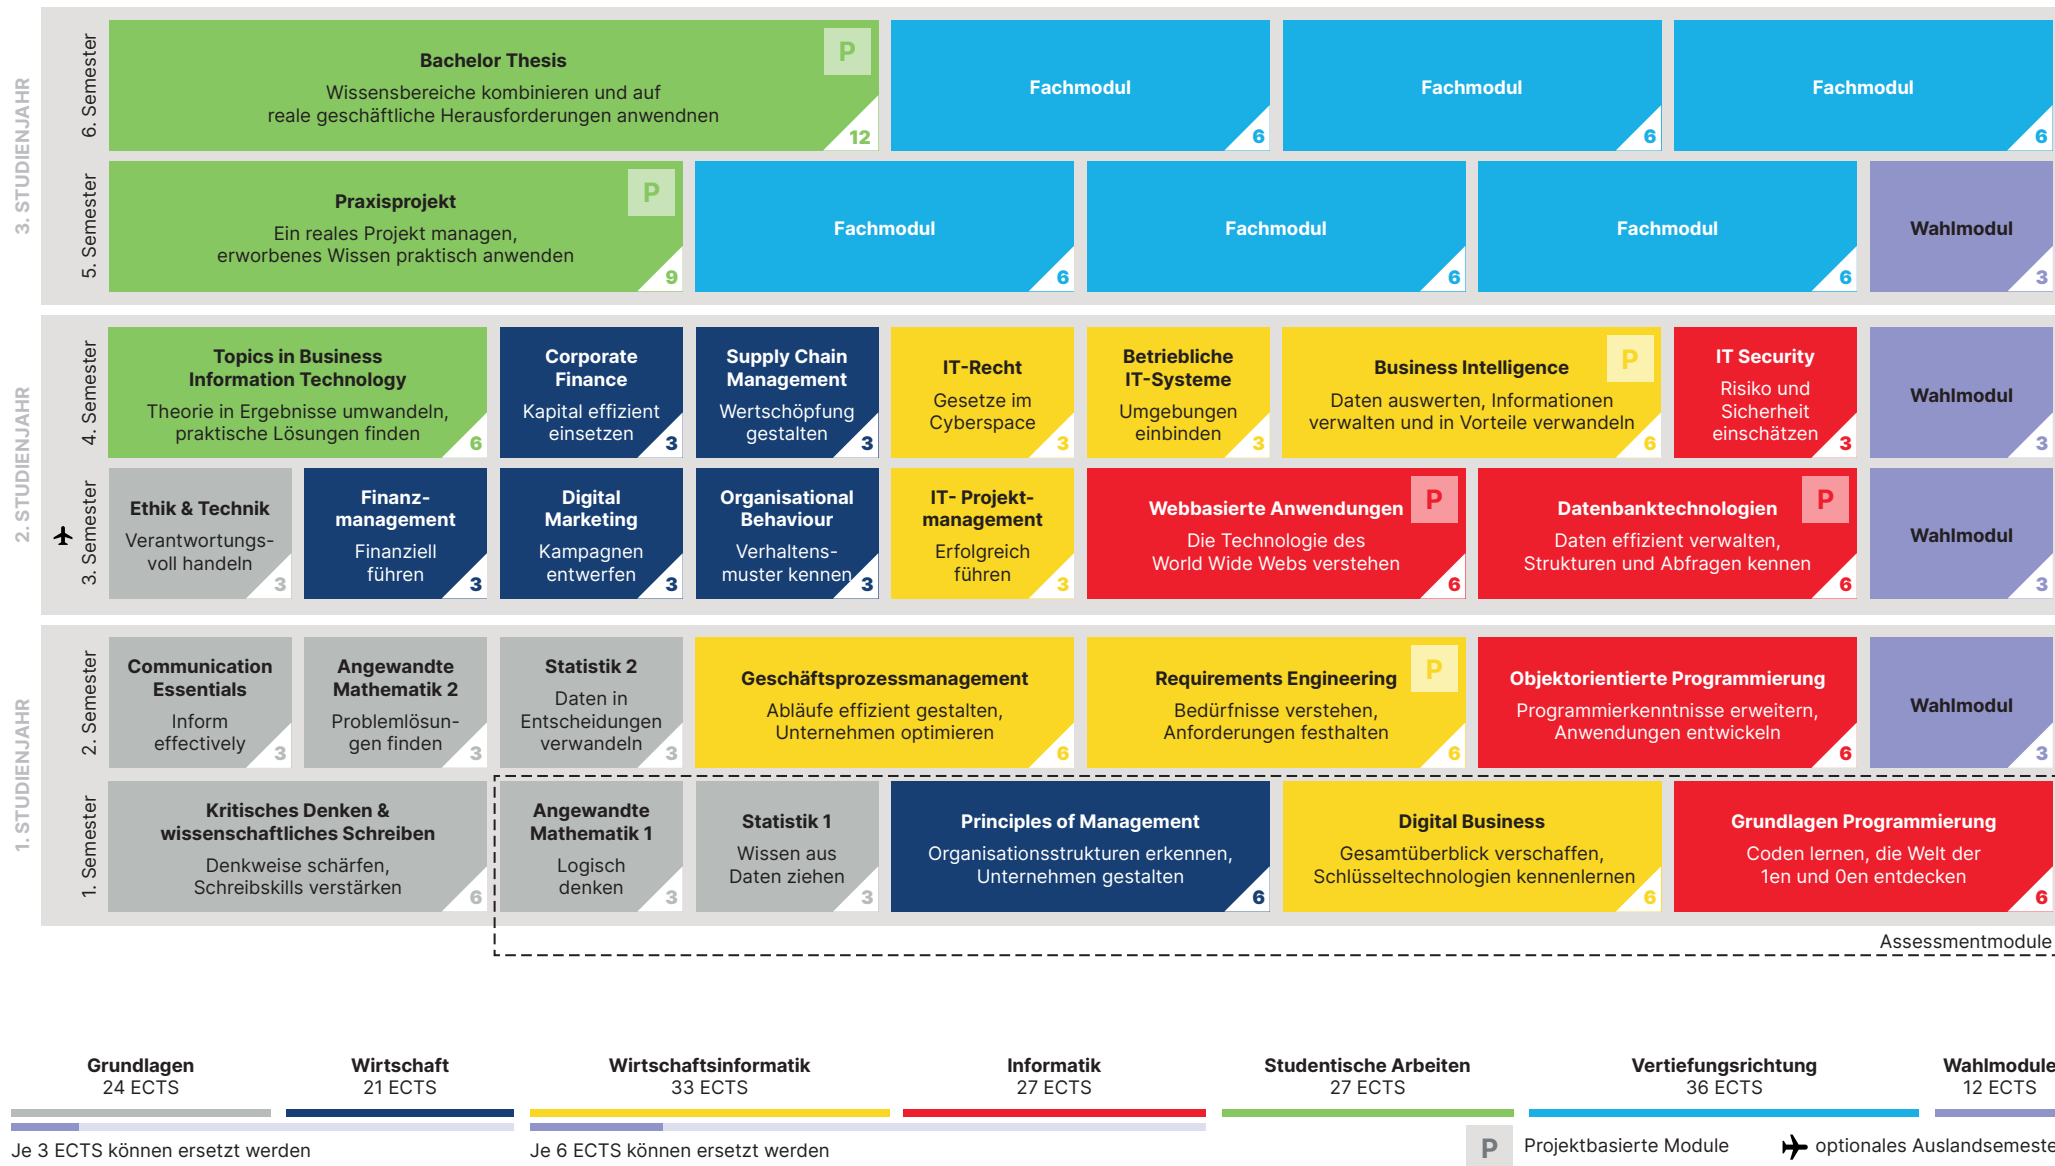 3. STUDIENJAHR
6. Semester
Bachelor Thesis
Wissensbereiche kombinieren und auf
reale geschäftliche Herausforderungen anwendnen
P
12
Fachmodul
6
Fachmodul
6
Fachmodul
6
5. Semester
Praxisprojekt
Ein reales Projekt managen,
erworbenes Wissen praktisch anwenden
P
9
Fachmodul
6
Fachmodul
6
Fachmodul
6
Wahlmodul
3
2. STUDIENJAHR
4. Semester
Topics in Business
Information Technology
Theorie in Ergebnisse umwandeln,
praktische Lösungen finden
6
Corporate
Finance
Kapital effizient
einsetzen
3
Supply Chain
Management
Wertschöpfung
gestalten
3
IT-Recht
Gesetze im
Cyberspace
3
Betriebliche
IT-Systeme
Umgebungen
einbinden
3
Business Intelligence
Daten auswerten, Informationen
verwalten und in Vorteile verwandeln
P
6
IT Security
Risiko und
Sicherheit
einschätzen
3
Wahlmodul
3
3. Semester
Ethik & Technik
Verantwortungs-
voll handeln
3
Finanz-
management
Finanziell
führen
3
Digital
Marketing
Kampagnen
entwerfen
3
Organisational
Behaviour
Verhaltens-
muster kennen
3
IT- Projekt-
management
Erfolgreich
führen
3
Webbasierte Anwendungen
Die Technologie des
World Wide Webs verstehen
P
6
Datenbanktechnologien
Daten effizient verwalten,
Strukturen und Abfragen kennen
P
6
Wahlmodul
3
1. STUDIENJAHR
2. Semester
Communication
Essentials
Inform
effectively
3
Angewandte
Mathematik 2
Problemlösun-
gen finden
3
Statistik 2
Daten in
Entscheidungen
verwandeln
3
Geschäftsprozessmanagement
Abläufe effizient gestalten,
Unternehmen optimieren
6
Requirements Engineering
Bedürfnisse verstehen,
Anforderungen festhalten
P
6
Objektorientierte Programmierung
Programmierkenntnisse erweitern,
Anwendungen entwickeln
6
Wahlmodul
3
1. Semester
Kritisches Denken &
wissenschaftliches Schreiben
Denkweise schärfen,
Schreibskills verstärken
6
Angewandte
Mathematik 1
Logisch
denken
3
Statistik 1
Wissen aus
Daten ziehen
3
Principles of Management
Organisationsstrukturen erkennen,
Unternehmen gestalten
6
Digital Business
Gesamtüberblick verschaffen,
Schlüsseltechnologien kennenlernen
6
Grundlagen Programmierung
Coden lernen, die Welt der
1en und 0en entdecken
6
Assessmentmodule
Grundlagen
24 ECTS
Wirtschaft
21 ECTS
Wirtschaftsinformatik
33 ECTS
Informatik
27 ECTS
Studentische Arbeiten
27 ECTS
Vertiefungsrichtung
36 ECTS
Wahlmodule
12 ECTS
Je 3 ECTS können ersetzt werden
Je 6 ECTS können ersetzt werden
P Projektbasierte Module
optionales Auslandsemeste